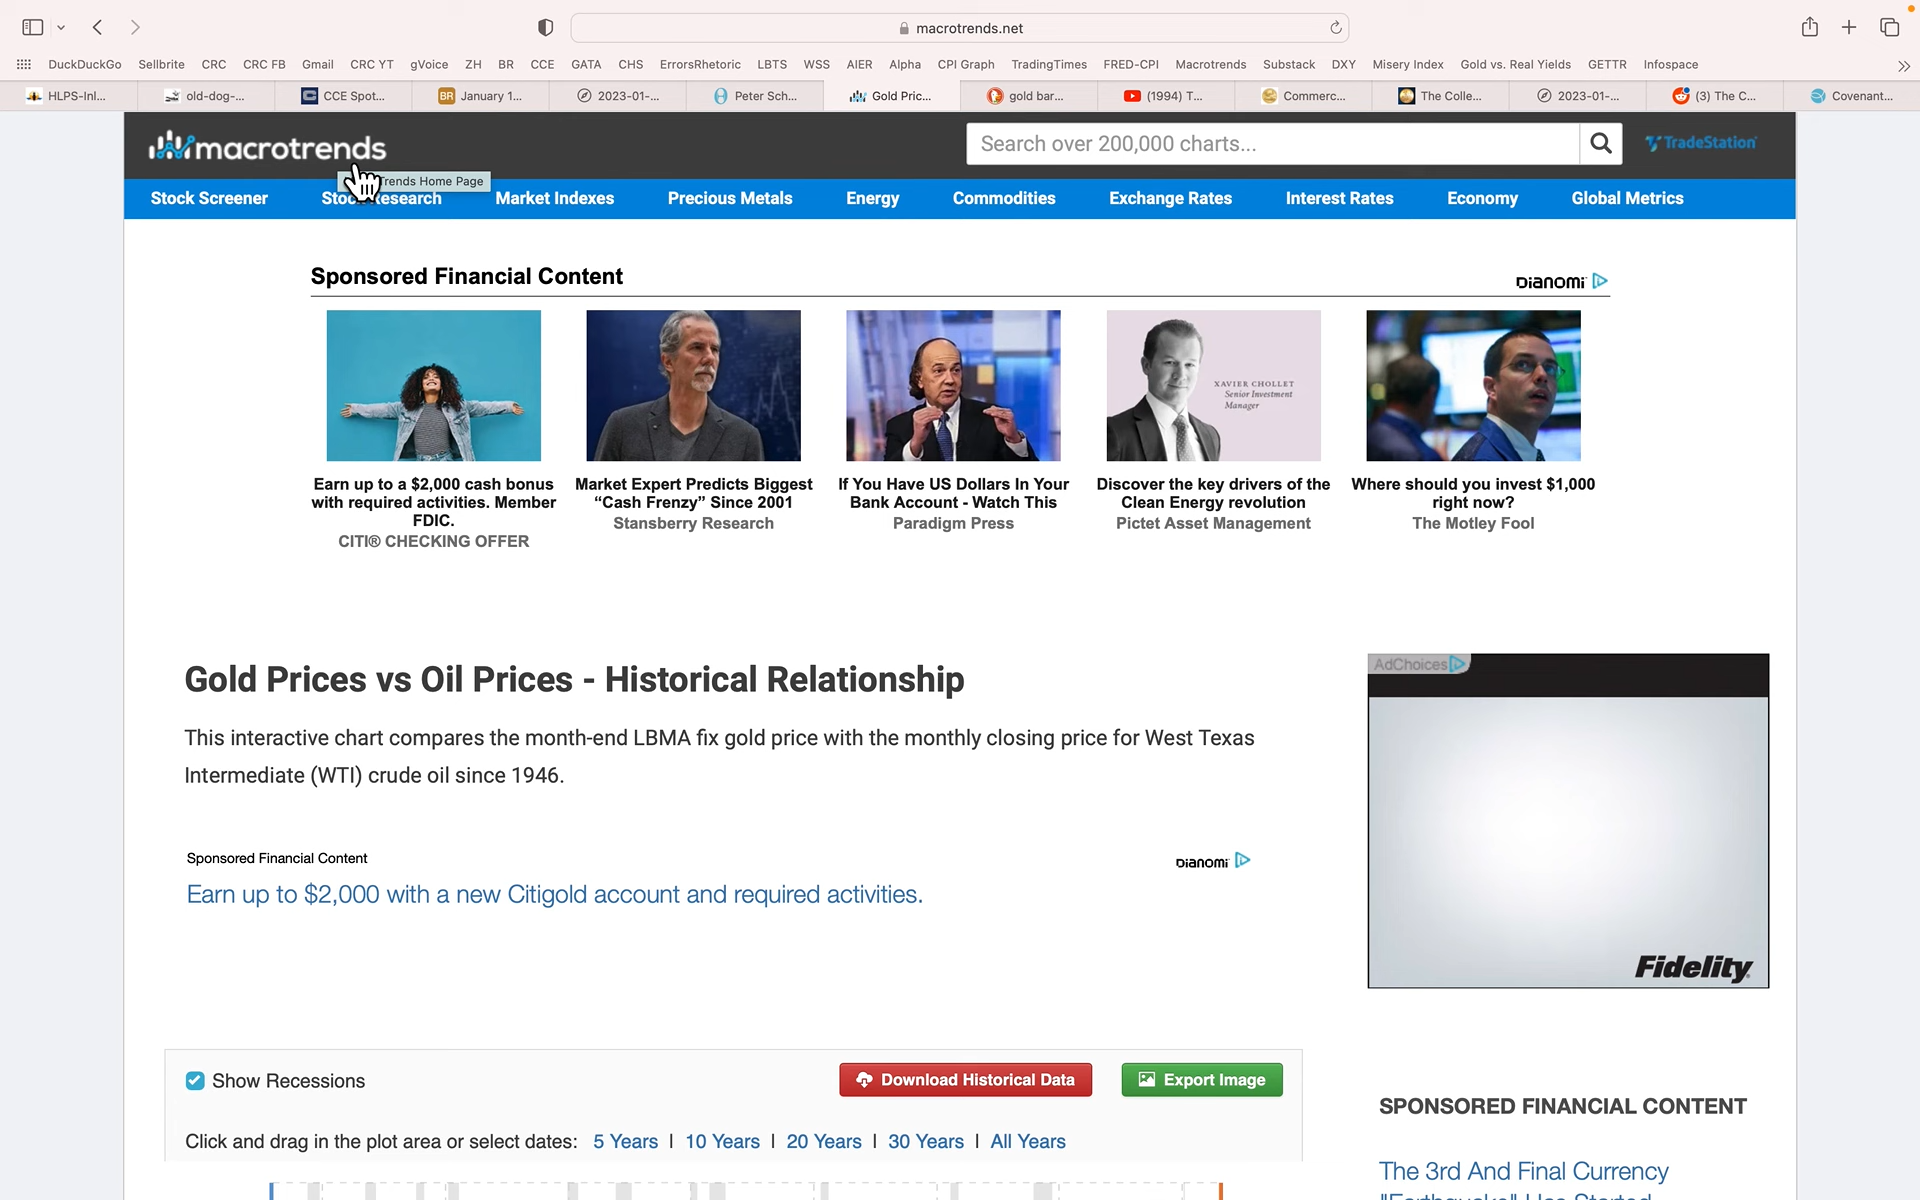 macrotrends.net
DuckDuckGo Sellbrite CRC CRC FB Gmail CRC YT gVoice ZH BR CCE GATA CHS ErrorsRhetoric LBTS WSS AIER Alpha CPI Graph TradingTimes FRED-CPI Macrotrends Substack DXY Misery Index Gold vs. Real Yields GETTR Infospace
HLPS-Inl... old-dog-... CCE Spot... BR January 1... 2023-01-... Peter Sch... Gold Pric... gold bar... (1994) T... Commerc... The Colle... 2023-01-... (3) The C... Covenant...
macrotrends Search over 200,000 charts... TradeStation
Trends Home Page
Stock Screener Stock Research Market Indexes Precious Metals Energy Commodities Exchange Rates Interest Rates Economy Global Metrics
Sponsored Financial Content DIANOMI
XAVIER CHOLLET
Senior Investment
Manager
Earn up to a $2,000 cash bonus
with required activities. Member
FDIC.
CITI® CHECKING OFFER
Market Expert Predicts Biggest
“Cash Frenzy” Since 2001
Stansberry Research
If You Have US Dollars In Your
Bank Account - Watch This
Paradigm Press
Discover the key drivers of the
Clean Energy revolution
Pictet Asset Management
Where should you invest $1,000
right now?
The Motley Fool
Gold Prices vs Oil Prices - Historical Relationship
This interactive chart compares the month-end LBMA fix gold price with the monthly closing price for West Texas
Intermediate (WTI) crude oil since 1946.
AdChoices
Fidelity
Sponsored Financial Content DIANOMI
Earn up to $2,000 with a new Citigold account and required activities.
Show Recessions Download Historical Data Export Image
Click and drag in the plot area or select dates: 5 Years | 10 Years | 20 Years | 30 Years | All Years
SPONSORED FINANCIAL CONTENT
The 3rd And Final Currency